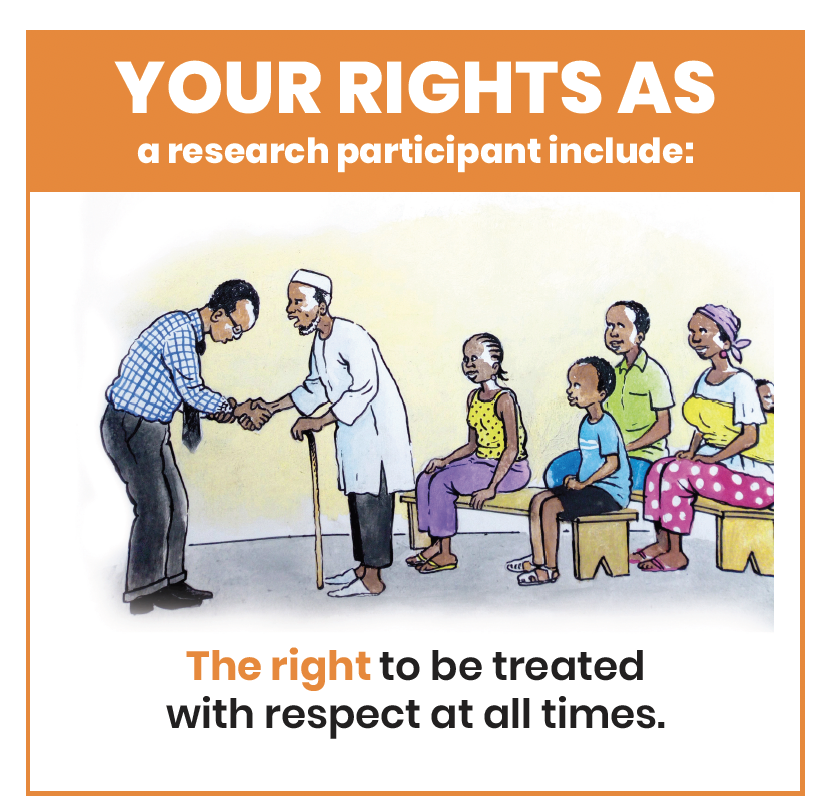 YOUR RIGHTS AS
a research participant include:
The right to be treated
with respect at all times.